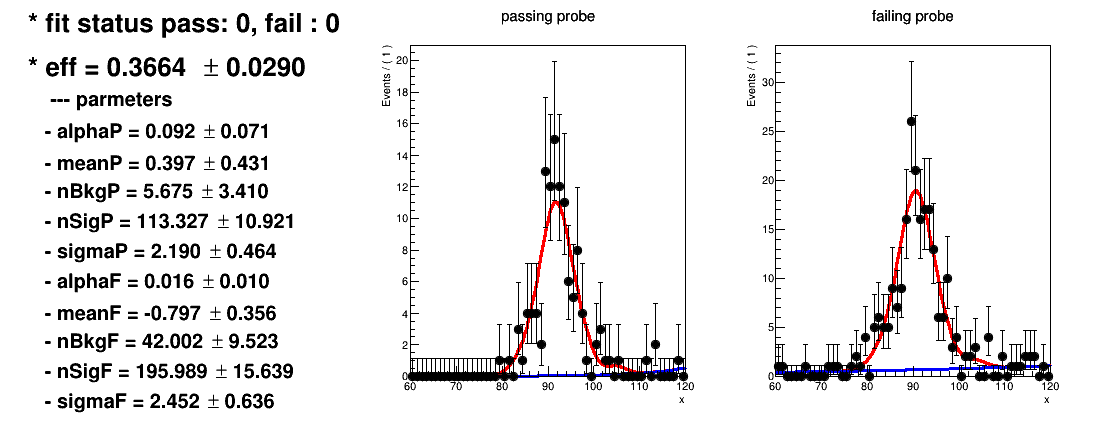 * fit status pass: 0, fail : 0
* eff = 0.3664 ± 0.0290
--- parmeters
- alphaP = 0.092 ± 0.071
- meanP = 0.397 ± 0.431
- nBkgP = 5.675 ± 3.410
- nSigP = 113.327 ± 10.921
- sigmaP = 2.190 ± 0.464
- alphaF = 0.016 ± 0.010
- meanF = -0.797 ± 0.356
- nBkgF = 42.002 ± 9.523
- nSigF = 195.989 ± 15.639
- sigmaF = 2.452 ± 0.636
passing probe
Events / ( 1 )
20
18
16
14
12
10
8
6
4
2
0
60 70 80 90 100 110 120
x
failing probe
Events / ( 1 )
30
25
20
15
10
5
0
60 70 80 90 100 110 120
x